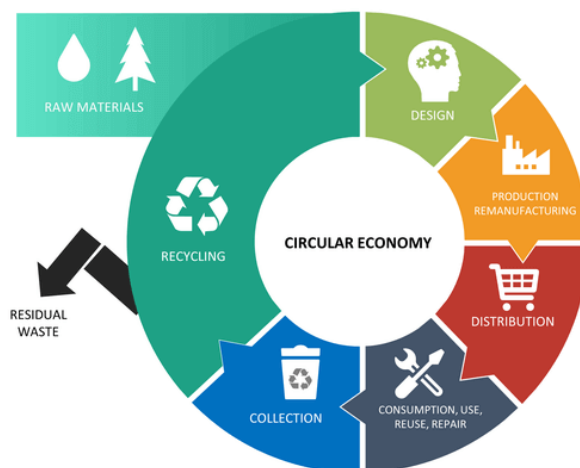 RAW MATERIALS
DESIGN
PRODUCTION
REMANUFACTURING
RECYCLING
CIRCULAR ECONOMY
RESIDUAL
WASTE
DISTRIBUTION
COLLECTION
CONSUMPTION, USE,
REUSE, REPAIR